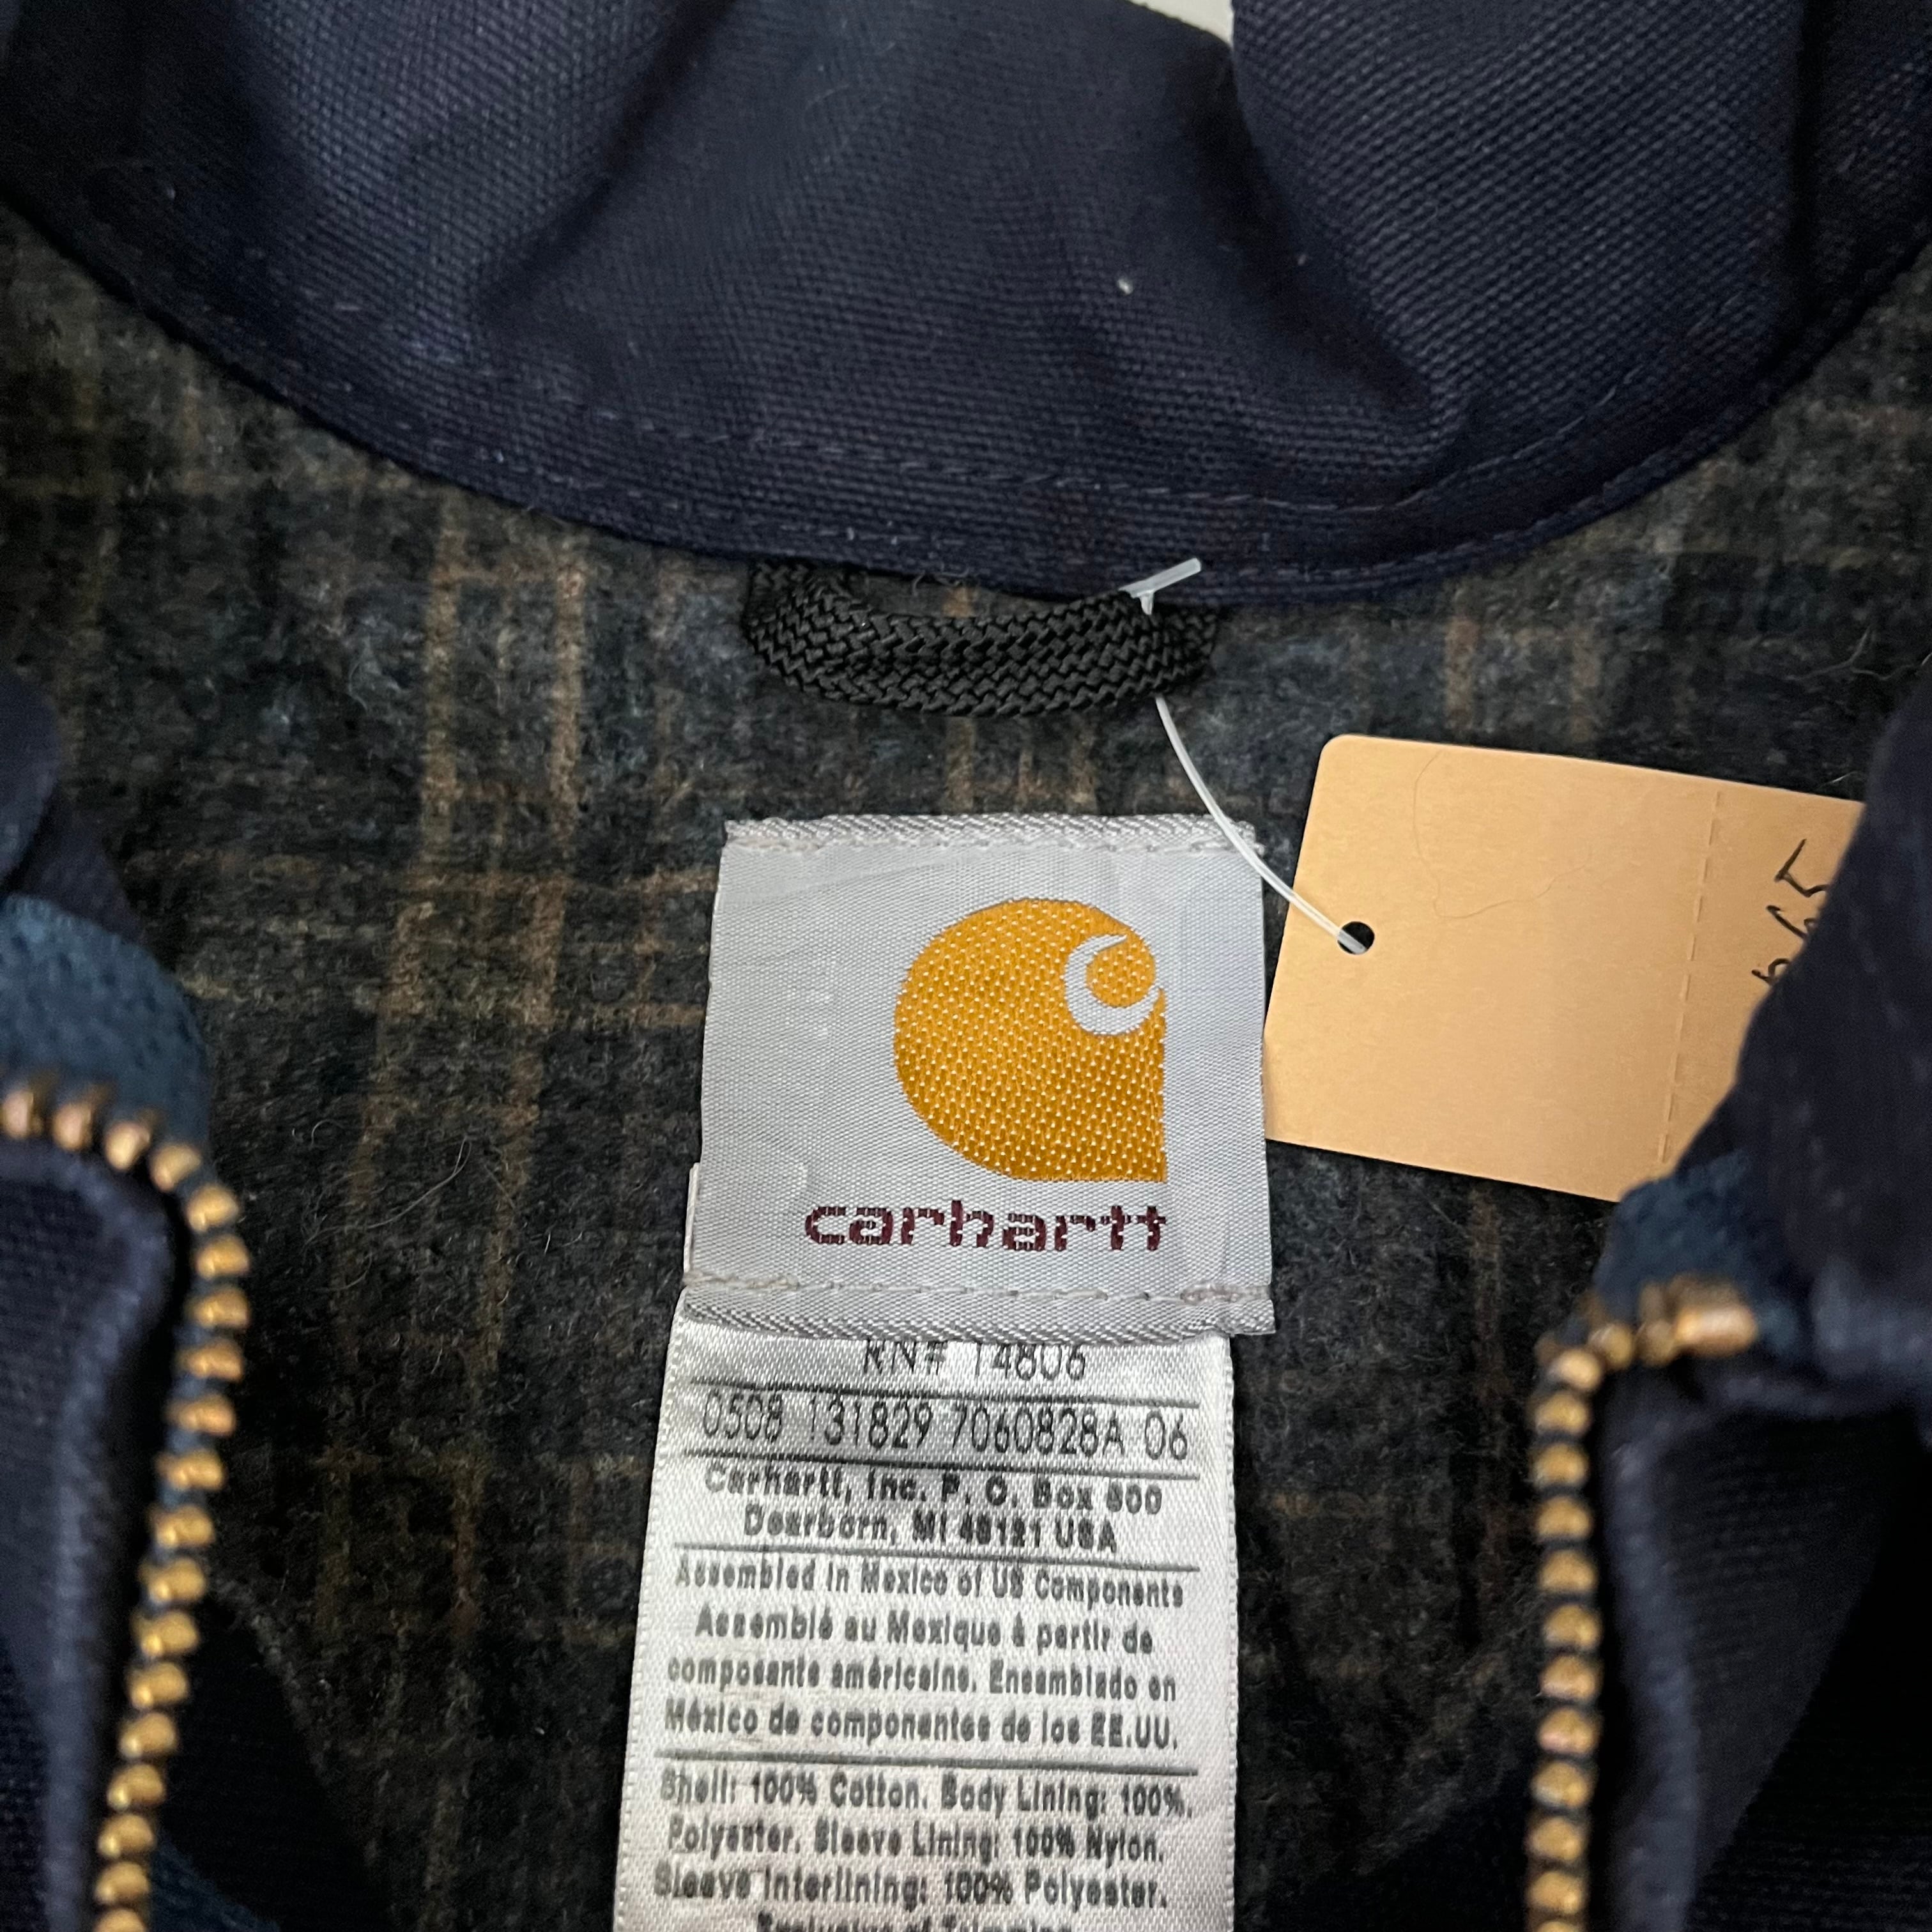 carhartt
RN# 14806
0508 131829 7060828A 06
Carhartt, Inc. P. O. Box 600
Dearborn, MI 48121 USA
Assembled in Mexico of US Components
Assemblé au Mexique à partir de
composants américains. Ensamblado en
México de componentes de los EE.UU.
Shell: 100% Cotton. Body Lining: 100%
Polyester. Sleeve Lining: 100% Nylon.
Sleeve Interlining: 100% Polyester.